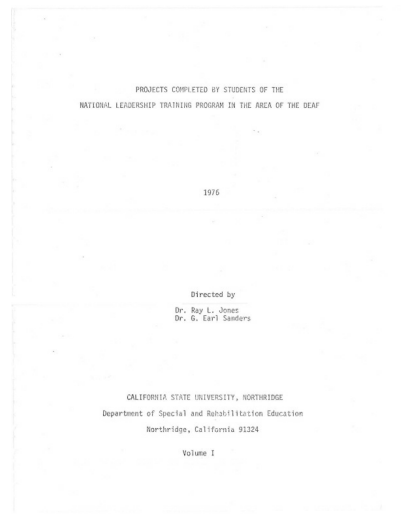 PROJECTS COMPLETED BY STUDENTS OF THE
NATIONAL LEADERSHIP TRAINING PROGRAM IN THE AREA OF THE DEAF
1976
Directed by
Dr. Ray L. Jones
Dr. G. Earl Sanders
CALIFORNIA STATE UNIVERSITY, NORTHRIDGE
Department of Special and Rehabilitation Education
Northridge, California 91324
Volume I